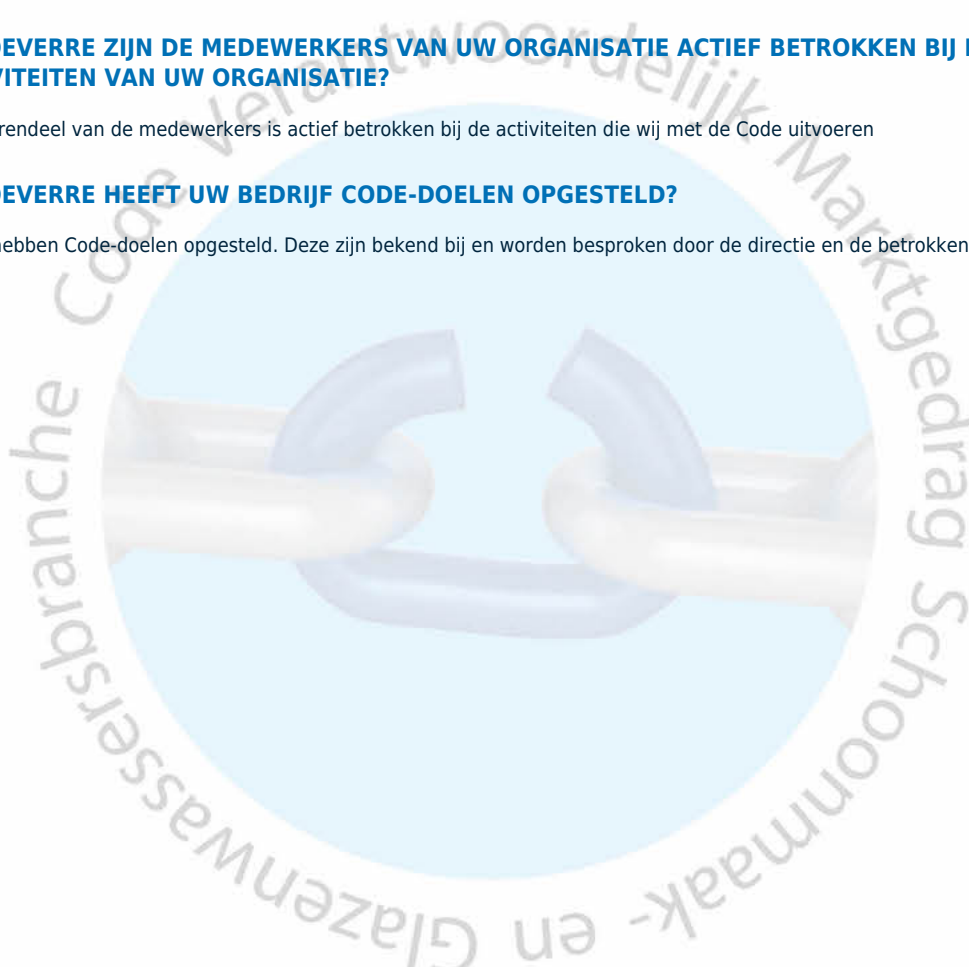 OEVERRE ZIJN DE MEDEWERKERS VAN UW ORGANISATIE ACTIEF BETROKKEN BIJ
VITEITEN VAN UW ORGANISATIE?
rendeel van de medewerkers is actief betrokken bij de activiteiten die wij met de Code uitvoeren
OEVERRE HEEFT UW BEDRIJF CODE-DOELEN OPGESTELD?
hebben Code-doelen opgesteld. Deze zijn bekend bij en worden besproken door de directie en de betrokken
Code Verantwoordelijk Marktgedrag Schoonmaak- en Glazenwassersbranche